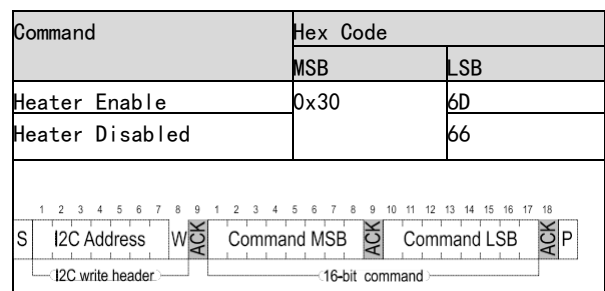 Command Hex Code
MSB LSB
Heater Enable 0x30 6D
Heater Disabled 66
1 2 3 4 5 6 7 8 9 1 2 3 4 5 6 7 8 9 10 11 12 13 14 15 16 17 18
S I2C Address W ACK Command MSB ACK Command LSB ACK P
I2C write header 16-bit command